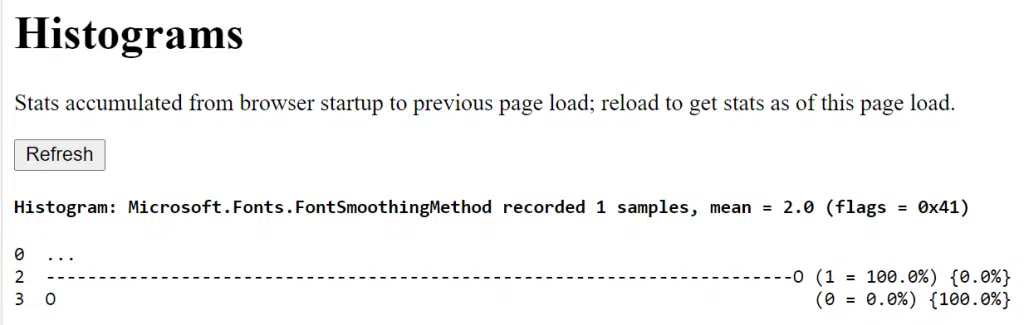 Histograms
Stats accumulated from browser startup to previous page load; reload to get stats as of this page load.
Refresh
Histogram: Microsoft.Fonts.FontSmoothingMethod recorded 1 samples, mean = 2.0 (flags = 0x41)
0  ...
2  ------------------------------------------------------------------------O (1 = 100.0%) {0.0%}
3  O                                                                         (0 = 0.0%) {100.0%}